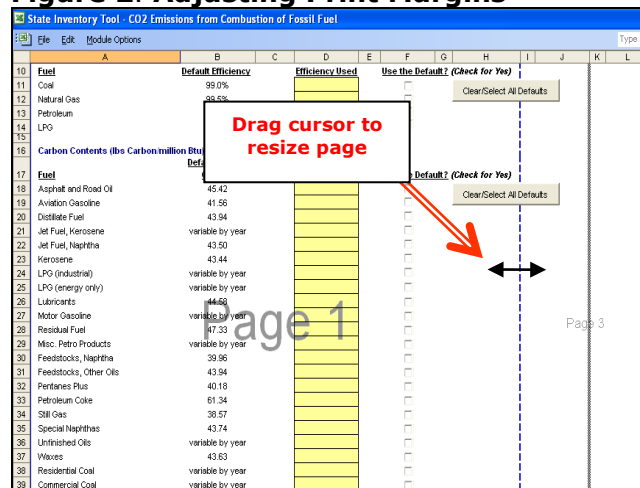 Figure 2. Adjusting Print Margins
State Inventory Tool - CO2 Emissions from Combustion of Fossil Fuel
File Edit Module Options Type
A B C D E F G H I J K L
10 Fuel Default Efficiency Efficiency Used Use the Default? (Check for Yes)
11 Coal 99.0% Clear/Select All Defaults
12 Natural Gas 99.5%
13 Petroleum
14 LPG
15
Drag cursor to
resize page
16 Carbon Contents (lbs Carbon/million Btu)
17 Fuel Default? (Check for Yes)
18 Asphalt and Road Oil 45.42 Clear/Select All Defaults
19 Aviation Gasoline 41.56
20 Distillate Fuel 43.94
21 Jet Fuel, Kerosene variable by year
22 Jet Fuel, Naphtha 43.50
23 Kerosene 43.44
24 LPG (industrial) variable by year
25 LPG (energy only) variable by year
26 Lubricants 44.58
27 Motor Gasoline variable by year
Page 1
Page 3
28 Residual Fuel 47.33
29 Misc. Petro Products variable by year
30 Feedstocks, Naphtha 39.96
31 Feedstocks, Other Oils 43.94
32 Pentanes Plus 40.18
33 Petroleum Coke 61.34
34 Still Gas 38.57
35 Special Naphthas 43.74
36 Unfinished Oils variable by year
37 Waxes 43.63
38 Residential Coal variable by year
39 Commercial Coal variable by year